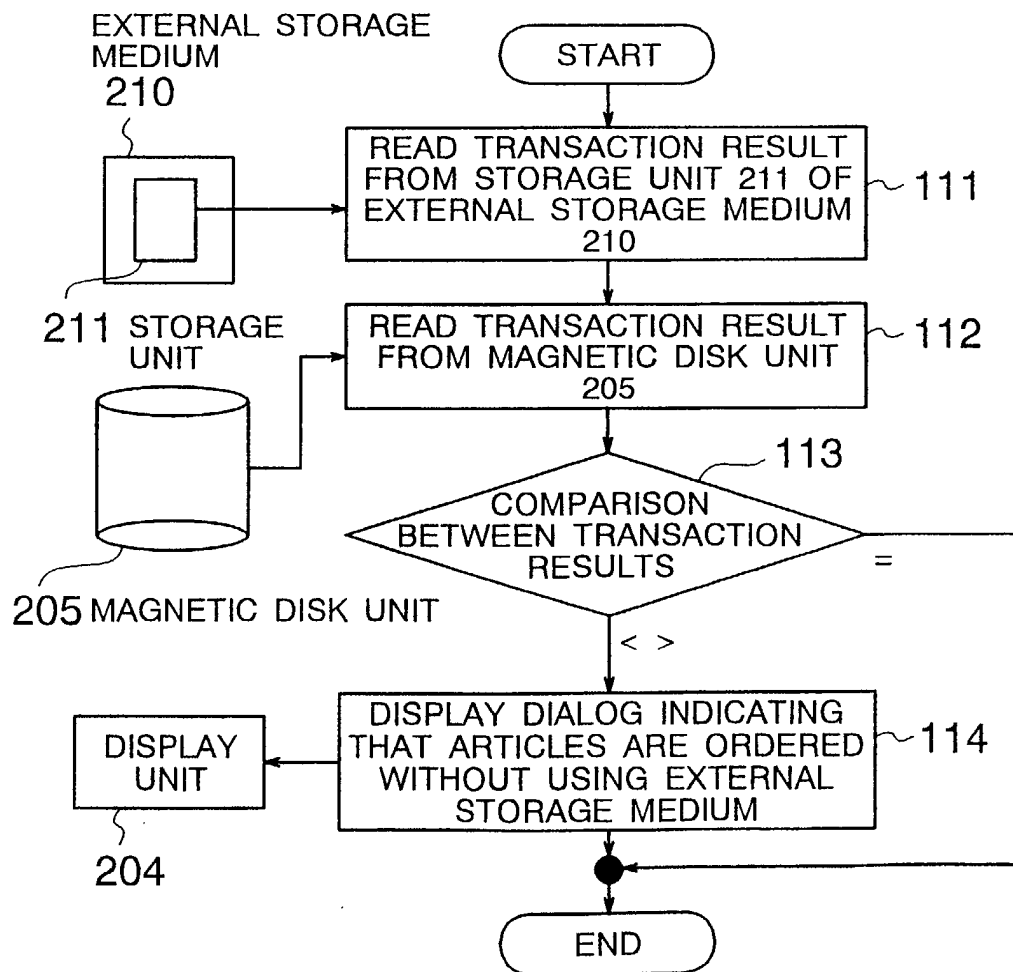 EXTERNAL STORAGE
MEDIUM
210
START
READ TRANSACTION RESULT
FROM STORAGE UNIT 211 OF
EXTERNAL STORAGE MEDIUM
210
111
211 STORAGE
UNIT
READ TRANSACTION RESULT
FROM MAGNETIC DISK UNIT
205
112
113
COMPARISON
BETWEEN TRANSACTION
RESULTS
=
205 MAGNETIC DISK UNIT
< >
DISPLAY DIALOG INDICATING
THAT ARTICLES ARE ORDERED
WITHOUT USING EXTERNAL
STORAGE MEDIUM
114
DISPLAY
UNIT
204
END